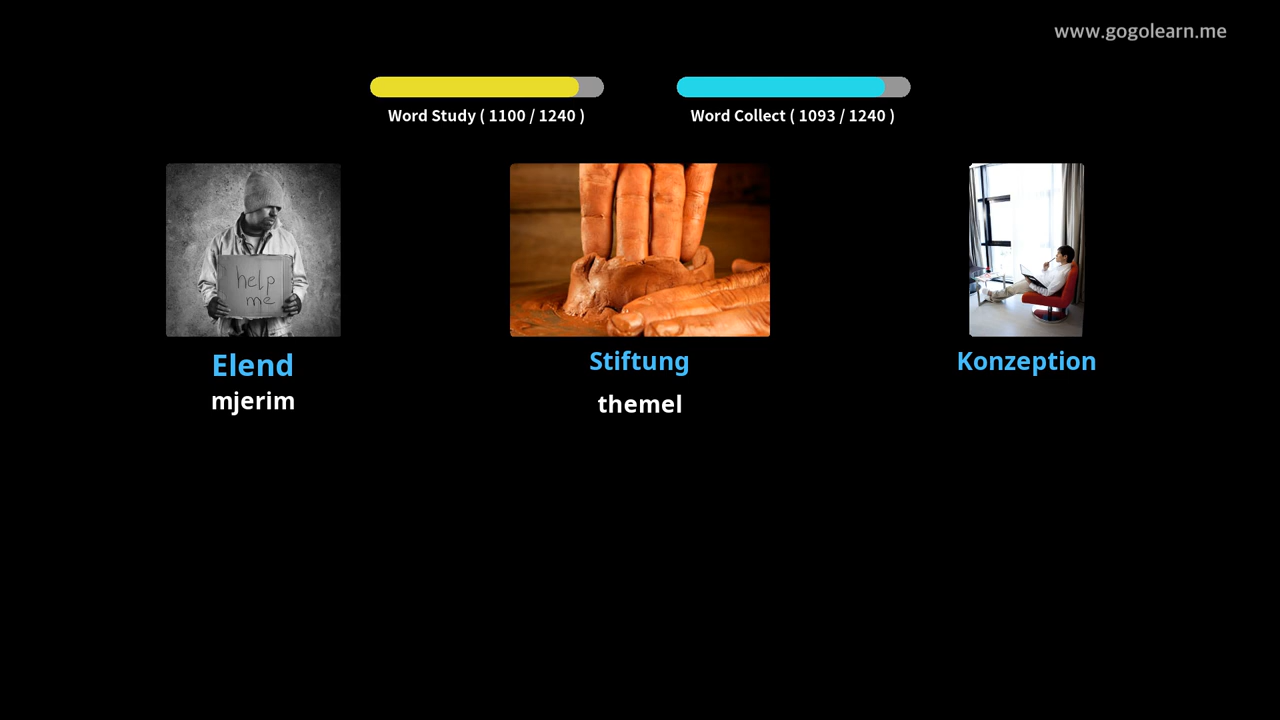 www.gogolearn.me
Word Study ( 1100 / 1240 )
Word Collect ( 1093 / 1240 )
help
me
Elend
mjerim
Stiftung
themel
Konzeption